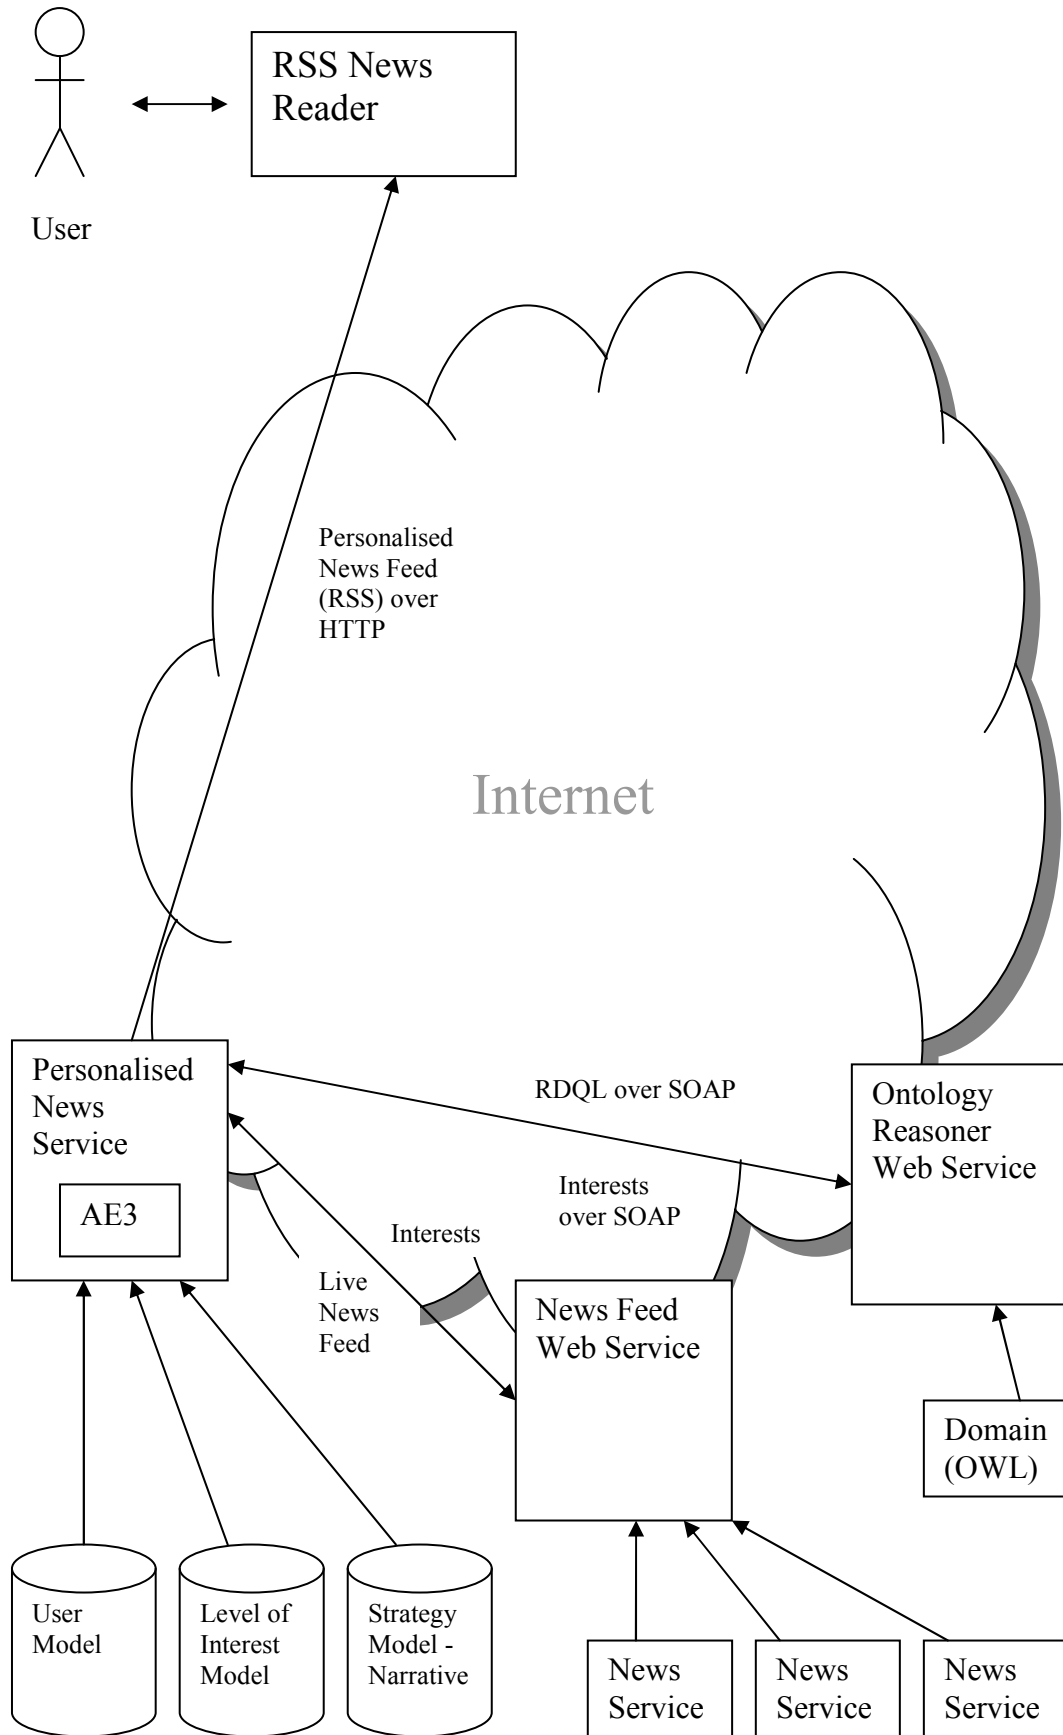 RSS News
Reader
User
Personalised
News Feed
(RSS) over
HTTP
Internet
Personalised
News
Service
AE3
RDQL over SOAP
Ontology
Reasoner
Web Service
Interests
over SOAP
Interests
Live
News
Feed
News Feed
Web Service
Domain
(OWL)
User
Model
Level of
Interest
Model
Strategy
Model -
Narrative
News
Service
News
Service
News
Service